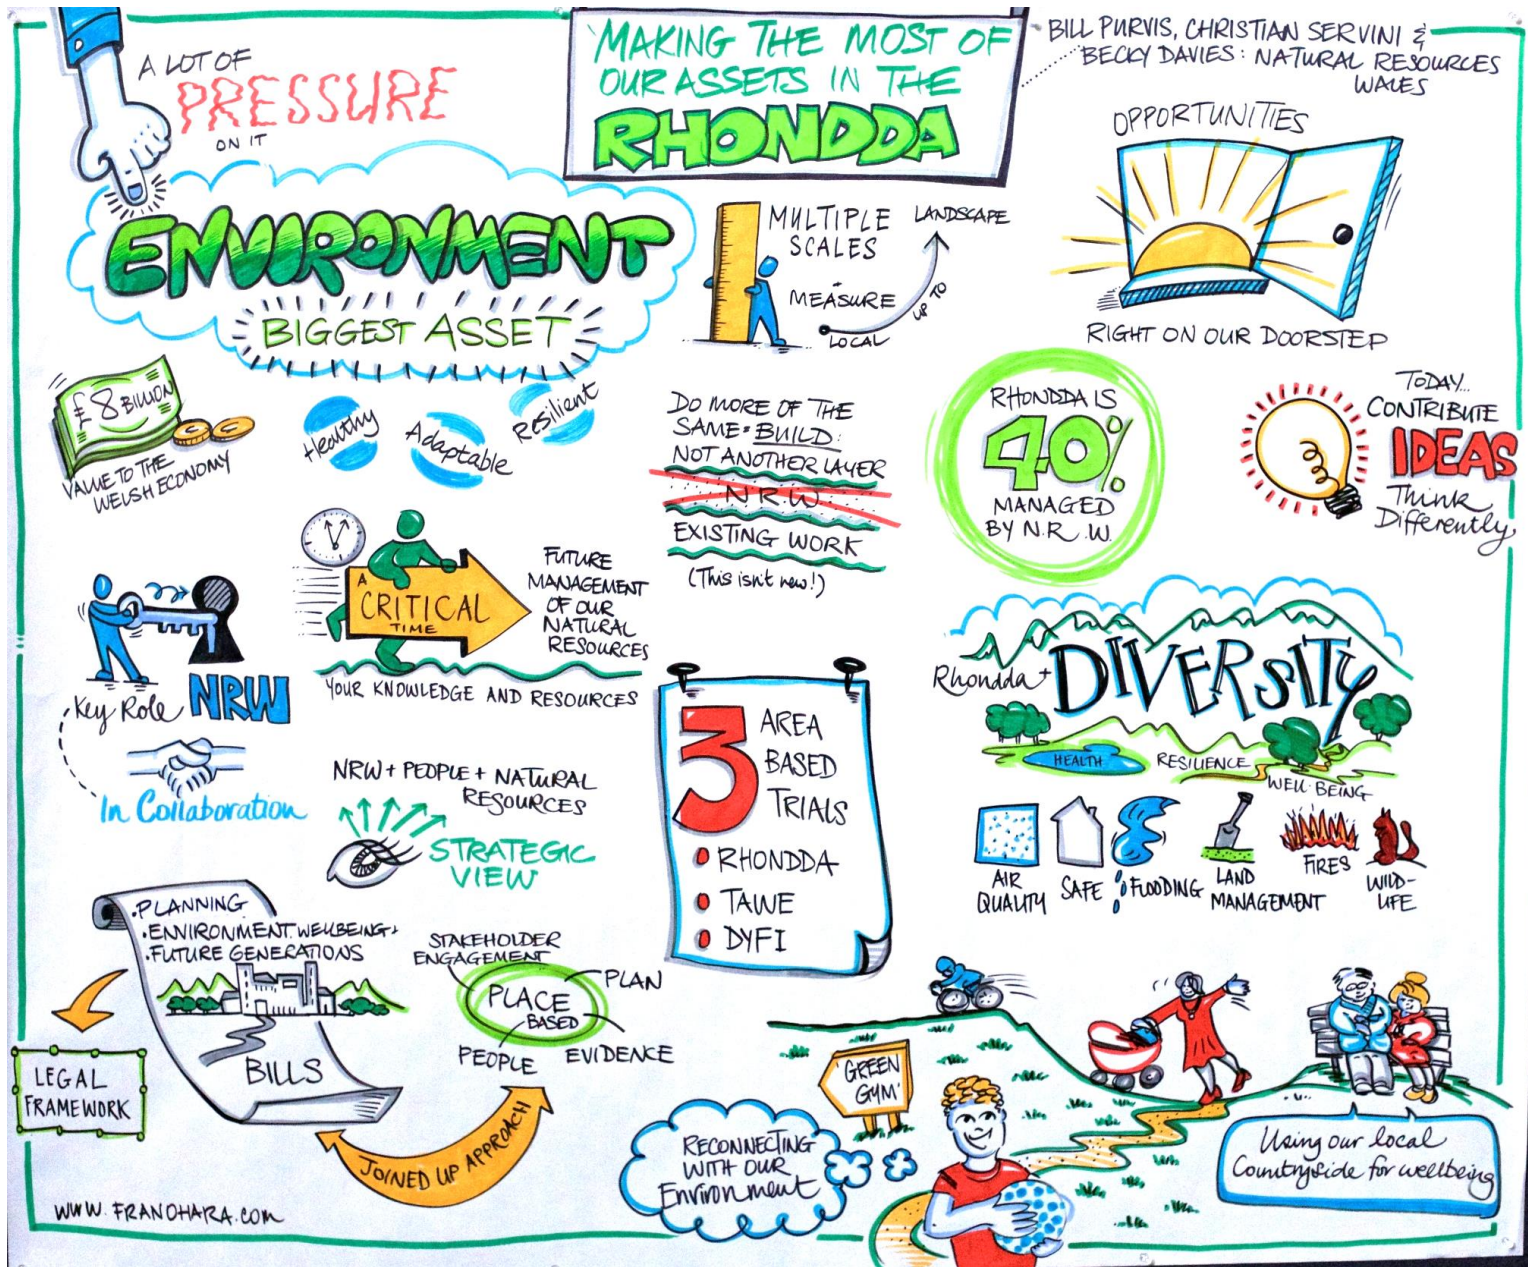 'MAKING THE MOST OF
OUR ASSETS IN THE
RHONDDA
BILL PURVIS, CHRISTIAN SERVINI &
BECKY DAVIES: NATURAL RESOURCES
WALES
A LOT OF
PRESSURE
ON IT
ENVIRONMENT
BIGGEST ASSET
£8 BILLION
VALUE TO THE
WELSH ECONOMY
Healthy
Adaptable
Resilient
MULTIPLE
SCALES
- MEASURE
LANDSCAPE
UP TO
LOCAL
OPPORTUNITIES
RIGHT ON OUR DOORSTEP
DO MORE OF THE
SAME = BUILD:
NOT ANOTHER LAYER
N.R.W.
EXISTING WORK
(This isn't new!)
RHONDDA IS
40%
MANAGED
BY N.R.W.
TODAY...
CONTRIBUTE
IDEAS
Think
Differently
A
CRITICAL
TIME
FUTURE
MANAGEMENT
OF OUR
NATURAL
RESOURCES
YOUR KNOWLEDGE AND RESOURCES
Key Role NRW
In Collaboration
NRW + PEOPLE + NATURAL
RESOURCES
STRATEGIC
VIEW
3 AREA
BASED
TRIALS
• RHONDDA
• TAWE
• DYFI
Rhondda + DIVERSITY
HEALTH
RESILIENCE
WELL-BEING
AIR
QUALITY
SAFE
FLOODING
LAND
MANAGEMENT
FIRES
WILD-
LIFE
•PLANNING
•ENVIRONMENT, WELLBEING +
•FUTURE GENERATIONS
BILLS
LEGAL
FRAMEWORK
STAKEHOLDER
ENGAGEMENT
PLAN
PLACE
BASED
PEOPLE
EVIDENCE
JOINED UP APPROACH
'GREEN
GYM'
RECONNECTING
WITH OUR
Environment
Using our local
Countryside for wellbeing
WWW.FRANOHARA.COM